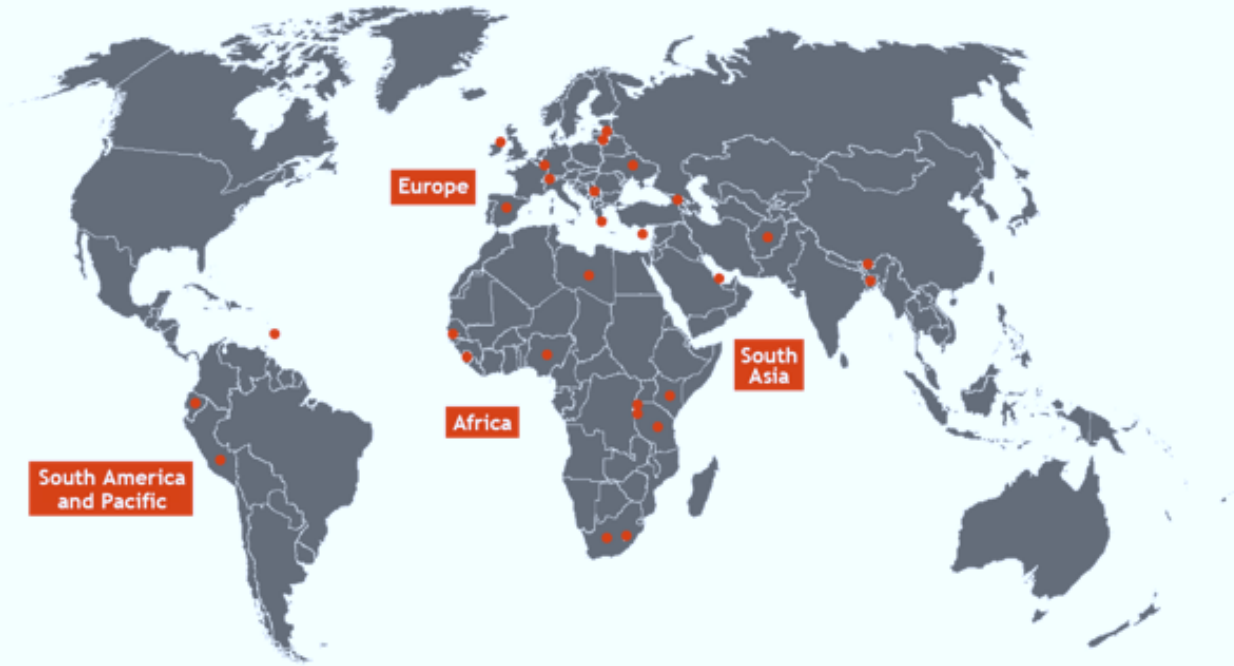 Europe
South
Asia
Africa
South America
and Pacific